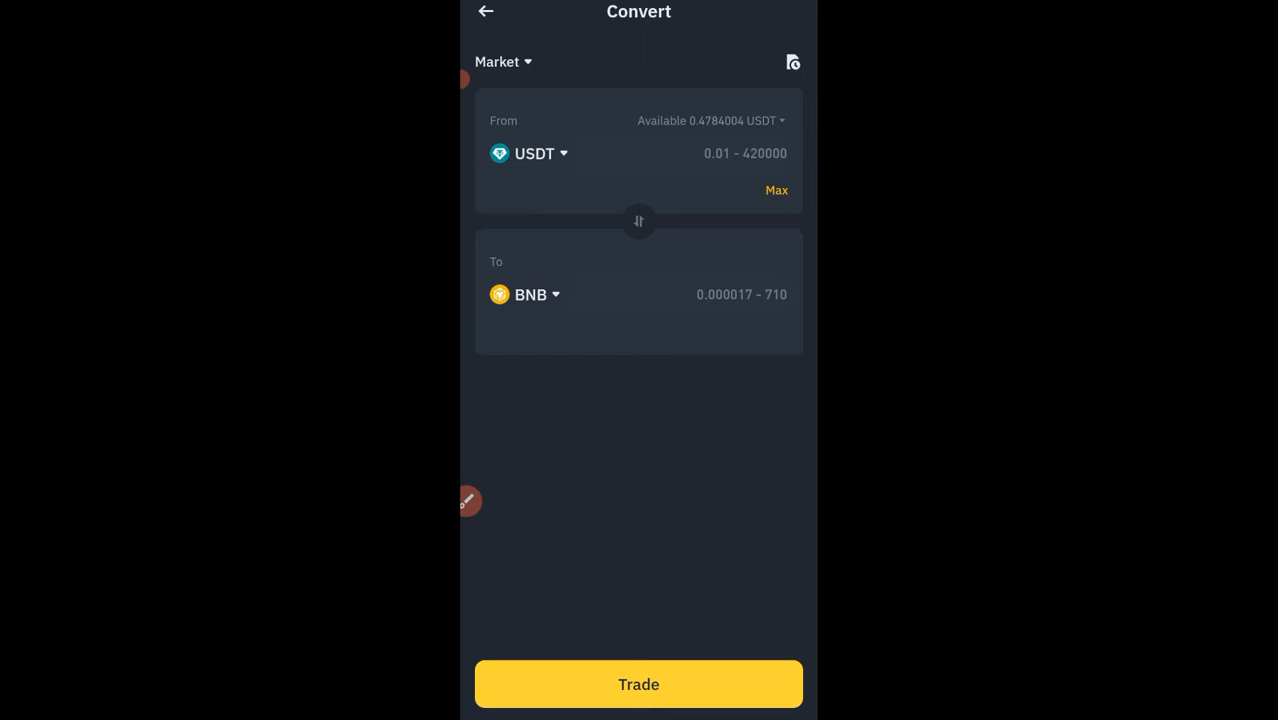 Convert
Market
From
Available 0.4784004 USDT
USDT
0.01 - 420000
Max
To
BNB
0.000017 - 710
Trade